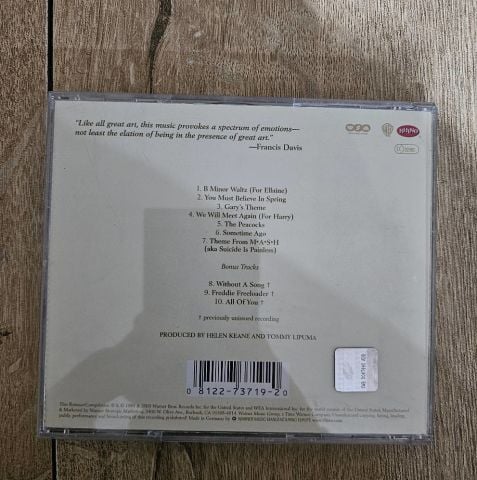 "Like all great art, this music provokes a spectrum of emotions—
not least the elation of being in the presence of great art."
—Francis Davis
RHINO
1. B Minor Waltz (For Ellaine)
2. You Must Believe in Spring
3. Gary's Theme
4. We Will Meet Again (For Harry)
5. The Peacocks
6. Sometime Ago
7. Theme From M•A•S•H
(aka Suicide Is Painless)
Bonus Tracks
8. Without A Song †
9. Freddie Freeloader †
10. All Of You †
† previously unissued recording
PRODUCED BY HELEN KEANE AND TOMMY LIPUMA
0 8122-73719-2 0